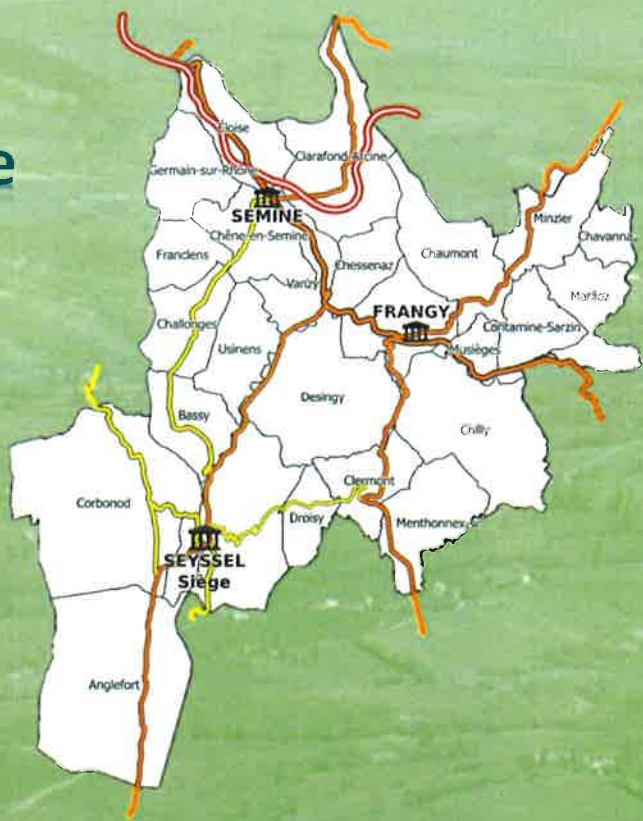 e
Eloise
Clarafond-Arcine
Germain-sur-Rhône
SEMINE
Minzier
Chavanna
Chêne-en-Semine
Franclens
Chessenaz
Chaumont
Vanzy
Marlioz
FRANGY
Challonges
Contamine-Sarzin
Usinens
Musièges
Desingy
Bassy
Chilly
Clermont
Corbonod
Droisy
Menthonnex
SEYSSEL
Siège
Anglefort